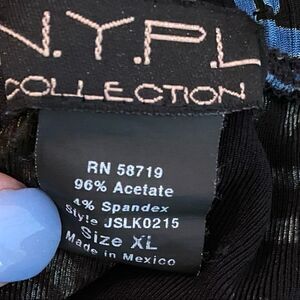 N.Y.P.L
COLLECTION
RN 58719
96% Acetate
4% Spandex
Style JSLK0215
Size XL
Made in Mexico